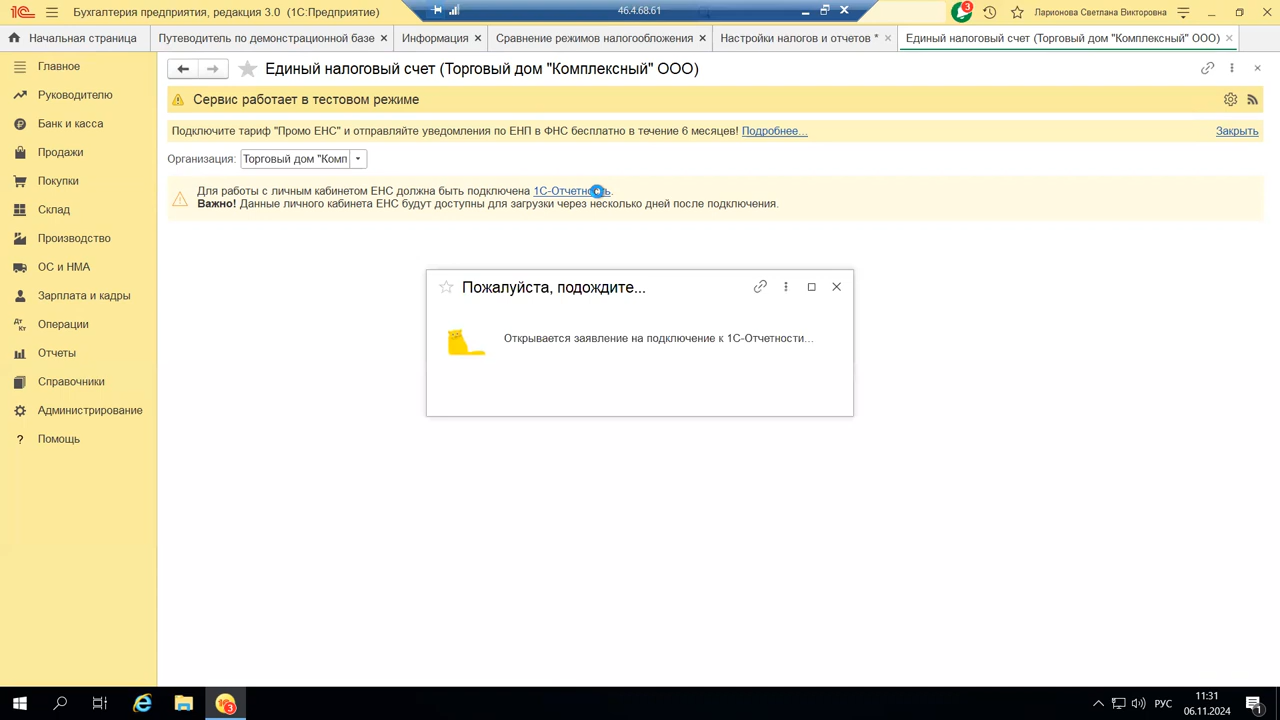 Бухгалтерия предприятия, редакция 3.0 (1С:Предприятие)
46.4.68.61
3
Ларионова Светлана Викторовна
Начальная страница
Путеводитель по демонстрационной базе
Информация
Сравнение режимов налогообложения
Настройки налогов и отчетов *
Единый налоговый счет (Торговый дом "Комплексный" ООО)
Главное
Руководителю
Банк и касса
Продажи
Покупки
Склад
Производство
ОС и НМА
Зарплата и кадры
Дт Кт
Операции
Отчеты
Справочники
Администрирование
? Помощь
Единый налоговый счет (Торговый дом "Комплексный" ООО)
Сервис работает в тестовом режиме
Подключите тариф "Промо ЕНС" и отправляйте уведомления по ЕНП в ФНС бесплатно в течение 6 месяцев! Подробнее...
Закрыть
Организация: Торговый дом "Комп
Для работы с личным кабинетом ЕНС должна быть подключена 1С-Отчетность.
Важно! Данные личного кабинета ЕНС будут доступны для загрузки через несколько дней после подключения.
Пожалуйста, подождите...
Открывается заявление на подключение к 1С-Отчетности...
3
РУС
11:31
06.11.2024
1